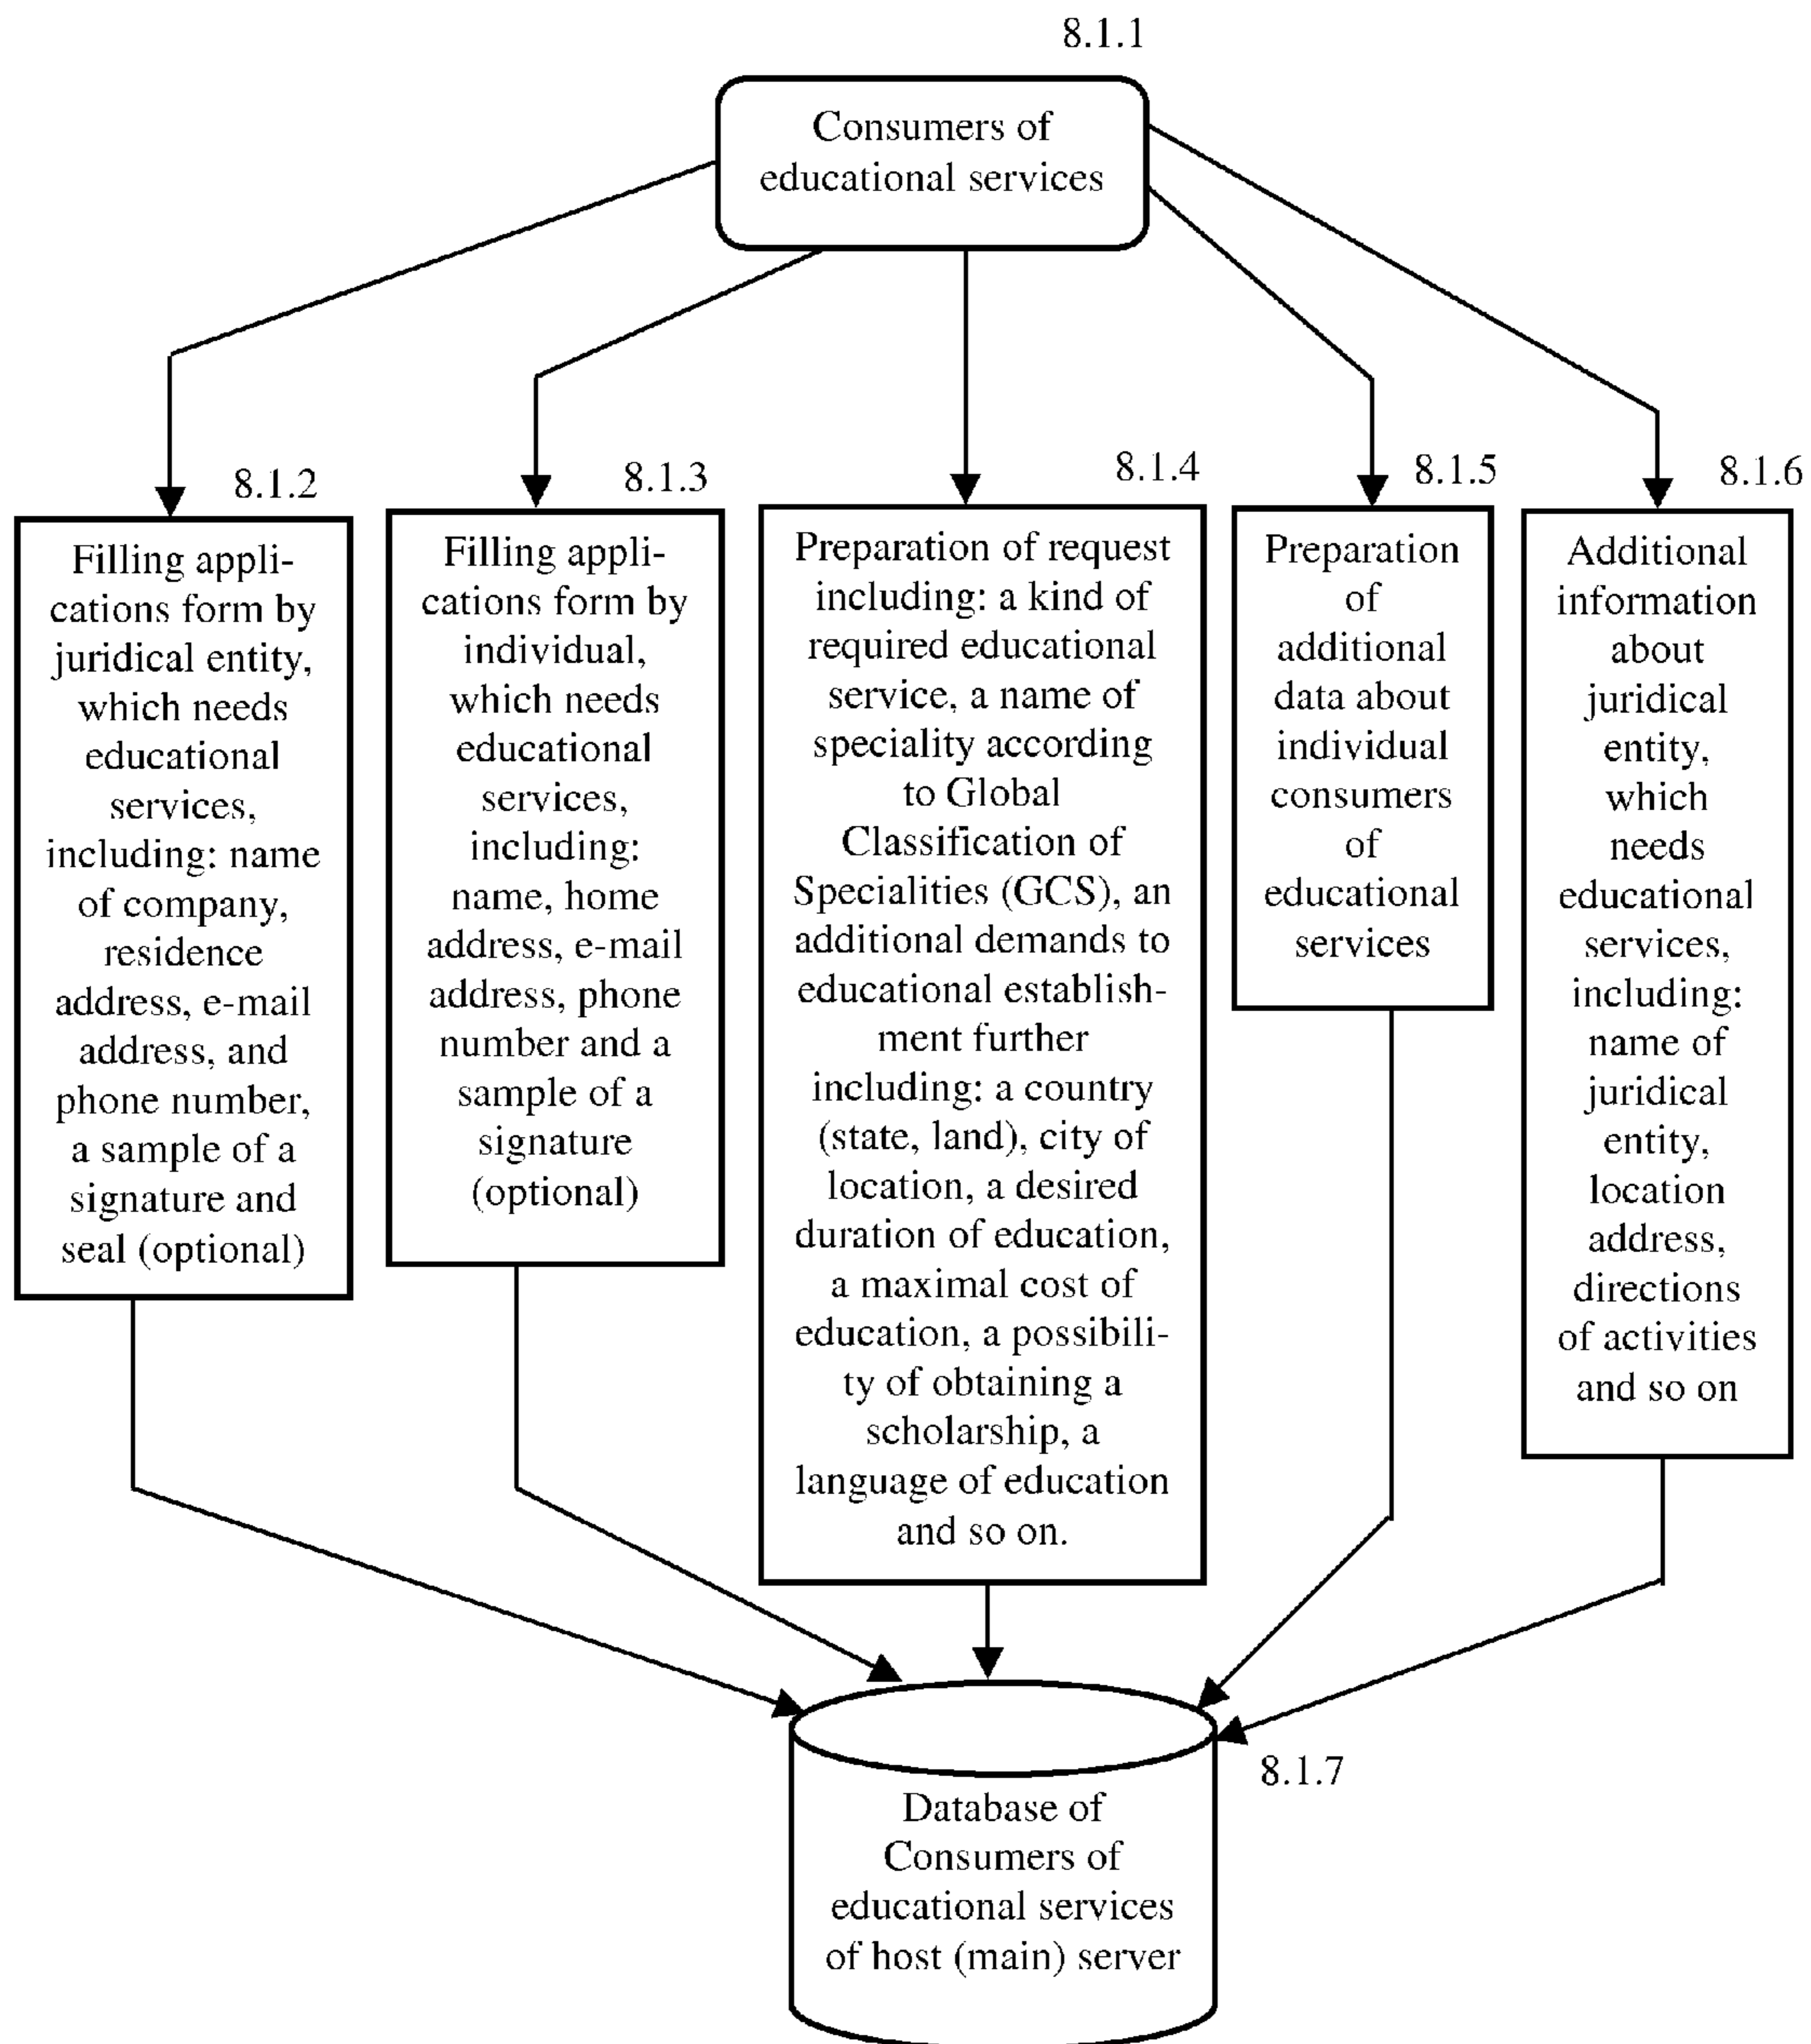 8.1.1
Consumers of
educational services
8.1.2
Filling appli-
cations form by
juridical entity,
which needs
educational
services,
including: name
of company,
residence
address, e-mail
address, and
phone number,
a sample of a
signature and
seal (optional)
8.1.3
Filling appli-
cations form by
individual,
which needs
educational
services,
including:
name, home
address, e-mail
address, phone
number and a
sample of a
signature
(optional)
8.1.4
Preparation of request
including: a kind of
required educational
service, a name of
speciality according
to Global
Classification of
Specialities (GCS), an
additional demands to
educational establish-
ment further
including: a country
(state, land), city of
location, a desired
duration of education,
a maximal cost of
education, a possibili-
ty of obtaining a
scholarship, a
language of education
and so on.
8.1.5
Preparation
of
additional
data about
individual
consumers
of
educational
services
8.1.6
Additional
information
about
juridical
entity,
which
needs
educational
services,
including:
name of
juridical
entity,
location
address,
directions
of activities
and so on
8.1.7
Database of
Consumers of
educational services
of host (main) server